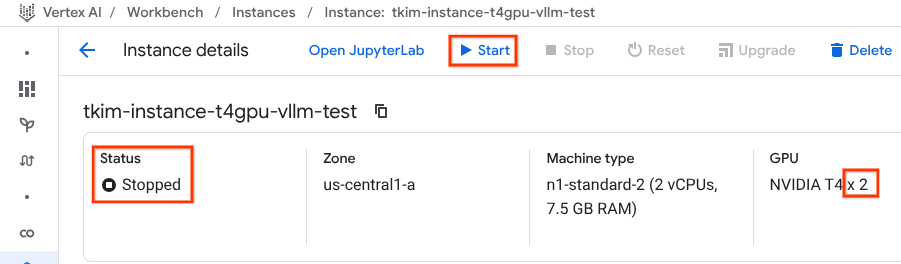 Vertex AI / Workbench / Instances / Instance: tkim-instance-t4gpu-vllm-test
Instance details Open JupyterLab Start Stop Reset Upgrade Delete
tkim-instance-t4gpu-vllm-test
Status Zone Machine type GPU
Stopped us-central1-a n1-standard-2 (2 vCPUs, NVIDIA T4 x 2
7.5 GB RAM)